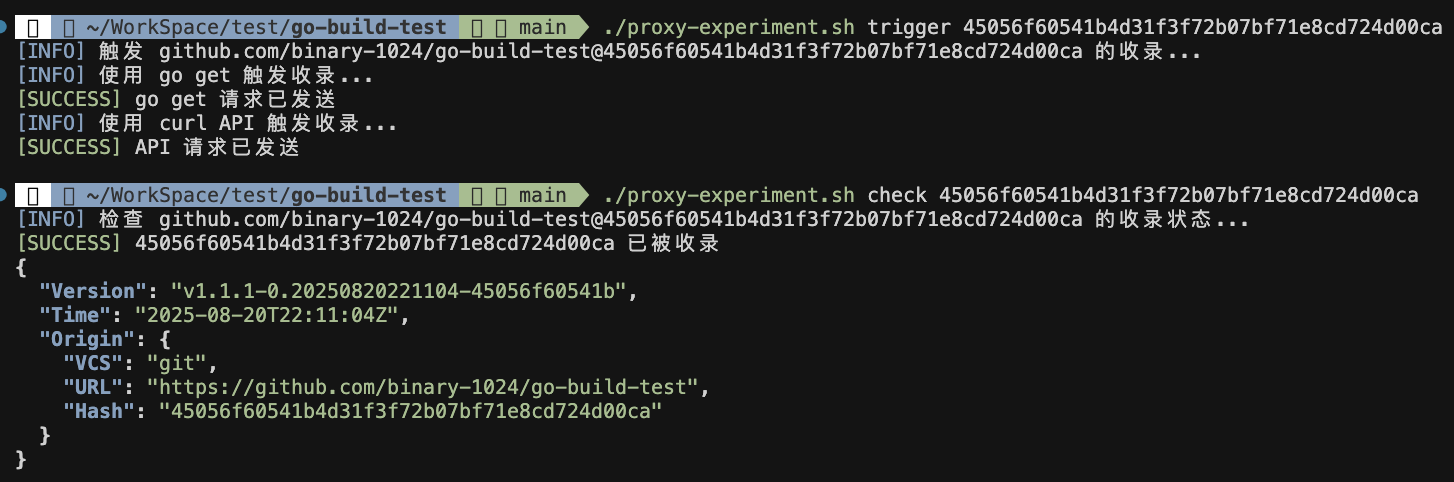 ~/WorkSpace/test/go-build-test main ./proxy-experiment.sh trigger 45056f60541b4d31f3f72b07bf71e8cd724d00ca
[INFO] 触发 github.com/binary-1024/go-build-test@45056f60541b4d31f3f72b07bf71e8cd724d00ca 的收录...
[INFO] 使用 go get 触发收录...
[SUCCESS] go get 请求已发送
[INFO] 使用 curl API 触发收录...
[SUCCESS] API 请求已发送
~/WorkSpace/test/go-build-test main ./proxy-experiment.sh check 45056f60541b4d31f3f72b07bf71e8cd724d00ca
[INFO] 检查 github.com/binary-1024/go-build-test@45056f60541b4d31f3f72b07bf71e8cd724d00ca 的收录状态...
[SUCCESS] 45056f60541b4d31f3f72b07bf71e8cd724d00ca 已被收录
{
  "Version": "v1.1.1-0.20250820221104-45056f60541b",
  "Time": "2025-08-20T22:11:04Z",
  "Origin": {
    "VCS": "git",
    "URL": "https://github.com/binary-1024/go-build-test",
    "Hash": "45056f60541b4d31f3f72b07bf71e8cd724d00ca"
  }
}